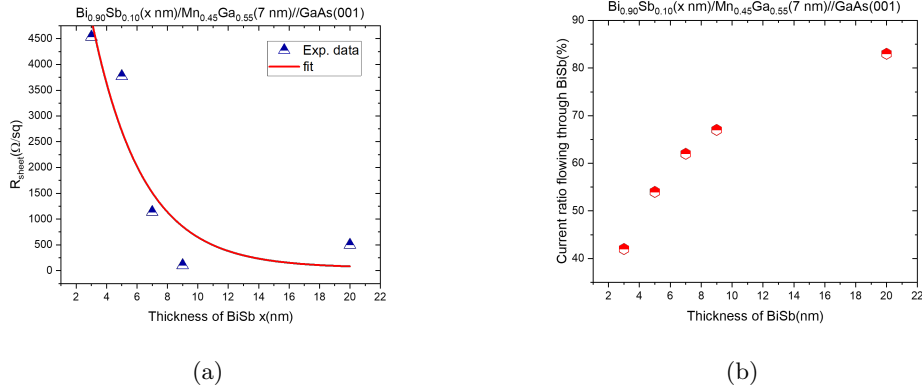 Bi0.90Sb0.10(x nm)/Mn0.45Ga0.55(7 nm)//GaAs(001)
Exp. data
fit
Rsheet(Ω/sq)
4500
4000
3500
3000
2500
2000
1500
1000
500
0
2 4 6 8 10 12 14 16 18 20 22
Thickness of BiSb x(nm)
(a)
Bi0.90Sb0.10(x nm)/Mn0.45Ga0.55(7 nm)//GaAs(001)
Current ratio flowing through BiSb(%)
90
80
70
60
50
40
2 4 6 8 10 12 14 16 18 20 22
Thickness of BiSb(nm)
(b)